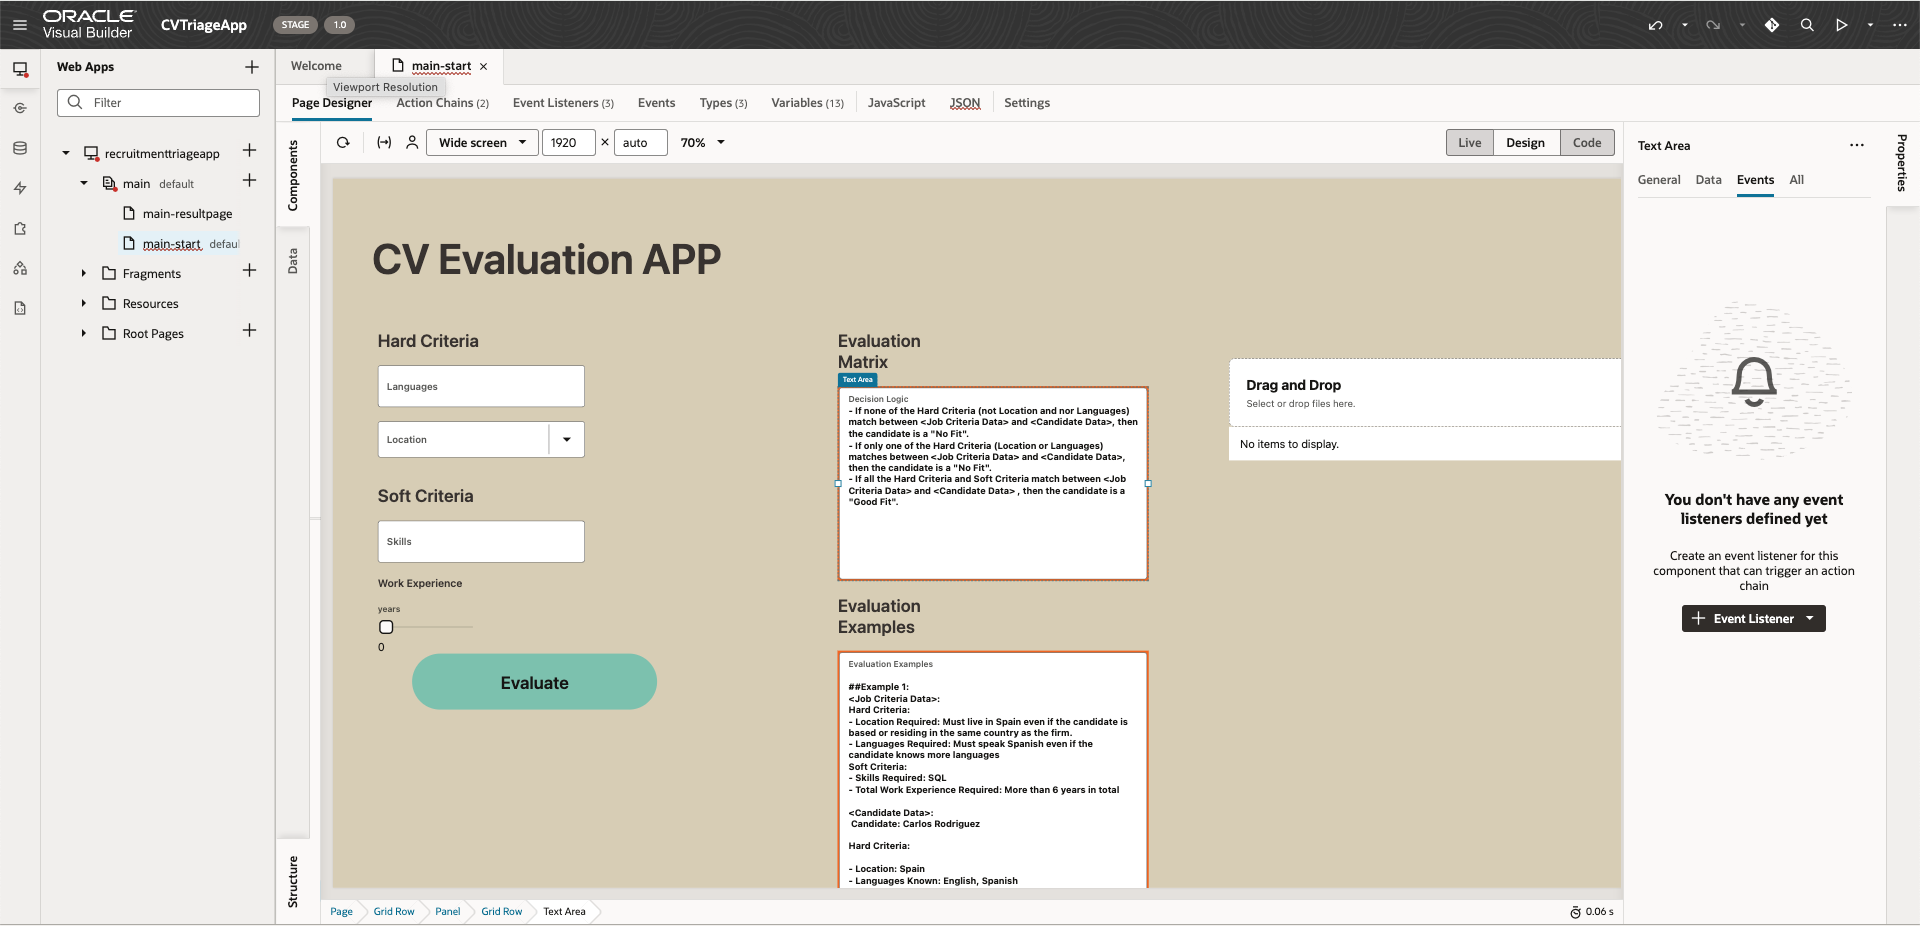 ORACLE
Visual Builder
CVTriageApp
STAGE
1.0
Web Apps
Welcome
main-start
Viewport Resolution
Filter
Page Designer
Action Chains (2)
Event Listeners (3)
Events
Types (3)
Variables (13)
JavaScript
JSON
Settings
Components
Wide screen
1920
×
auto
70%
Live
Design
Code
Text Area
Properties
General
Data
Events
All
recruitmenttriageapp
main default
main-resultpage
main-start defaul
Fragments
Resources
Root Pages
Data
Structure
CV Evaluation APP
Hard Criteria
Languages
Location
Soft Criteria
Skills
Work Experience
years
0
Evaluate
Evaluation
Matrix
Text Area
Decision Logic
- If none of the Hard Criteria (not Location and nor Languages)
match between <Job Criteria Data> and <Candidate Data>, then
the candidate is a "No Fit".
- If only one of the Hard Criteria (Location or Languages)
matches between <Job Criteria Data> and <Candidate Data>,
then the candidate is a "No Fit".
- If all the Hard Criteria and Soft Criteria match between <Job
Criteria Data> and <Candidate Data> , then the candidate is a
"Good Fit".
Evaluation
Examples
Evaluation Examples
##Example 1:
<Job Criteria Data>:
Hard Criteria:
- Location Required: Must live in Spain even if the candidate is
based or residing in the same country as the firm.
- Languages Required: Must speak Spanish even if the
candidate knows more languages
Soft Criteria:
- Skills Required: SQL
- Total Work Experience Required: More than 6 years in total
<Candidate Data>:
Candidate: Carlos Rodriguez
Hard Criteria:
- Location: Spain
- Languages Known: English, Spanish
Drag and Drop
Select or drop files here.
No items to display.
You don't have any event
listeners defined yet
Create an event listener for this
component that can trigger an action
chain
Event Listener
Page
Grid Row
Panel
Grid Row
Text Area
0.06 s